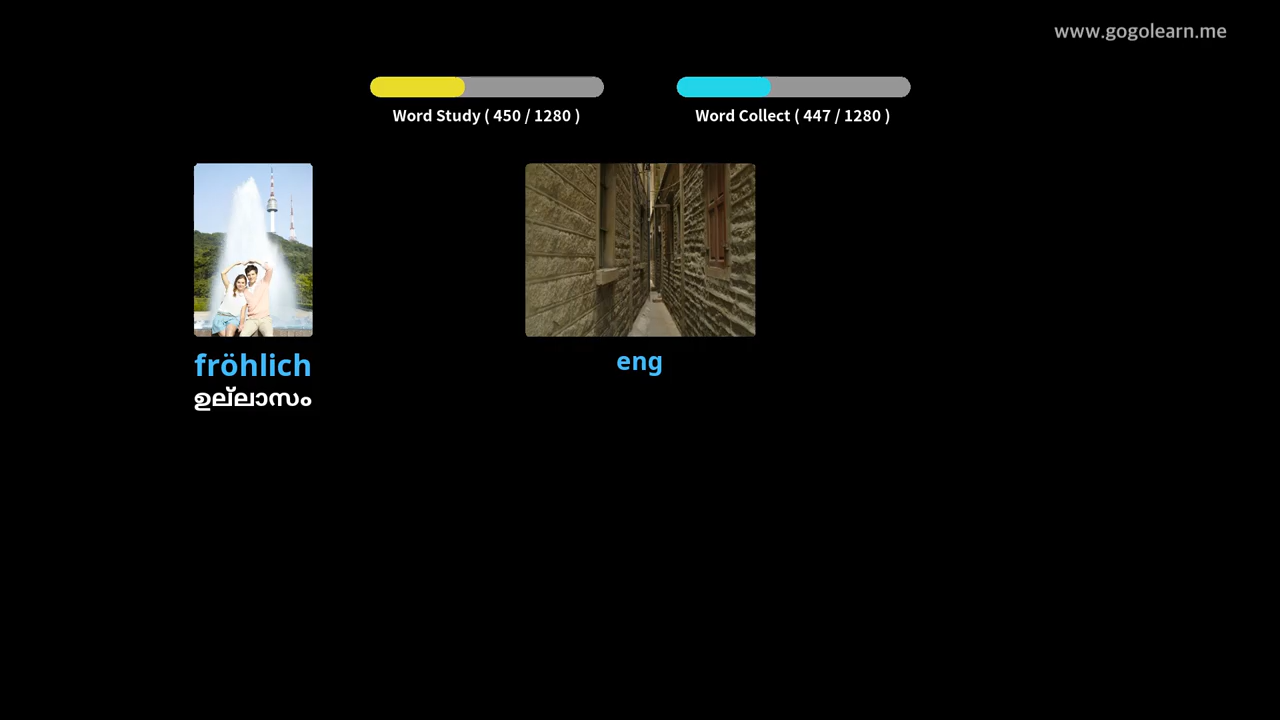 www.gogolearn.me
Word Study ( 450 / 1280 )
Word Collect ( 447 / 1280 )
fröhlich
ഉല്ലാസം
eng